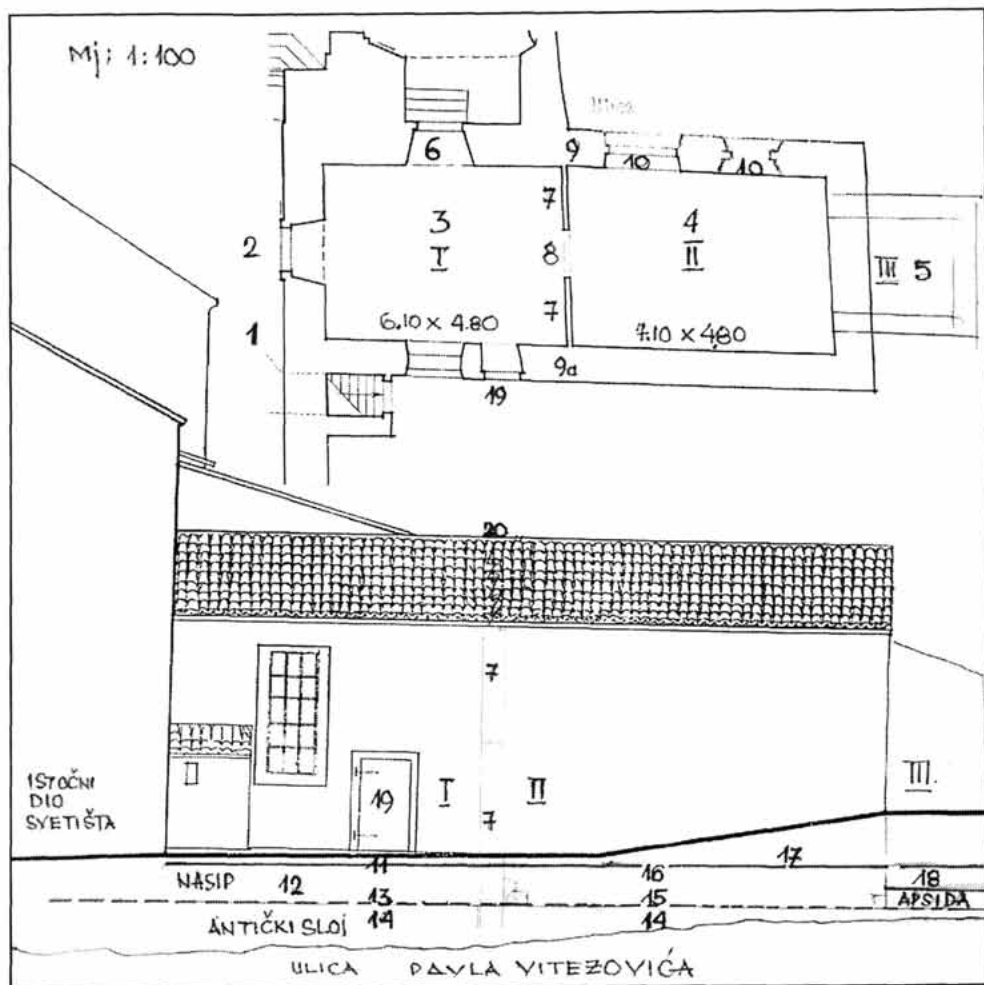 Mj: 1:100
6
9
10
10
7
2
3
I
8
4
II
III 5
1
6.10 x 4.80
7
7.10 x 4.80
9a
19
20
7
ISTOČNI
DIO
SVETIŠTA
19
I
II
III.
7
11
16
17
NASIP
12
13
15
18
APSIDA
ANTIČKI SLOJ
14
14
ULICA PAVLA VITEZOVIĆA